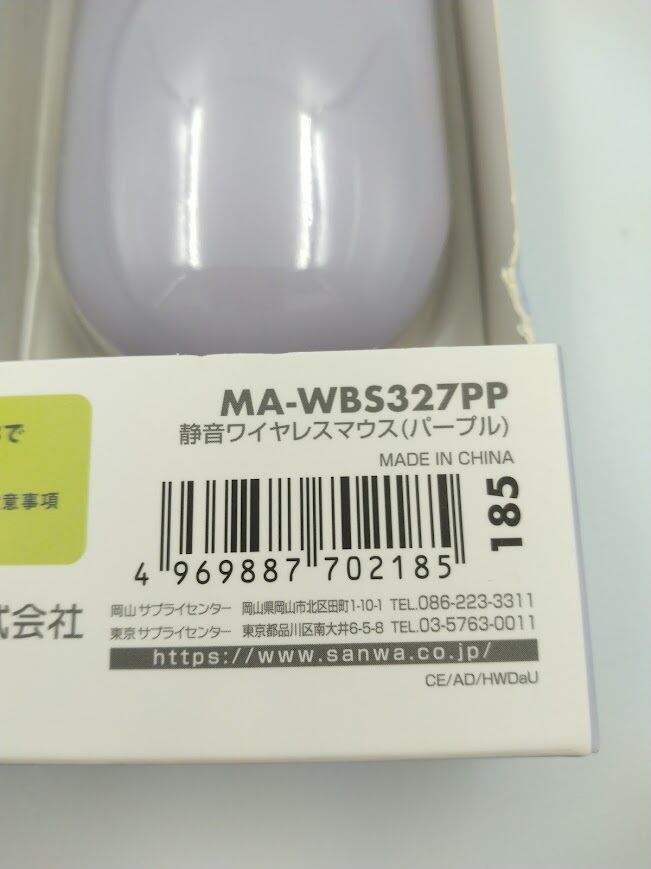 MA-WBS327PP
静音ワイヤレスマウス(パープル)
MADE IN CHINA
で
意事項
185
4 969887 702185
式会社
岡山サプライセンター 岡山県岡山市北区田町1-10-1 TEL.086-223-3311
東京サプライセンター 東京都品川区南大井6-5-8 TEL.03-5763-0011
https://www.sanwa.co.jp/
CE/AD/HWDaU